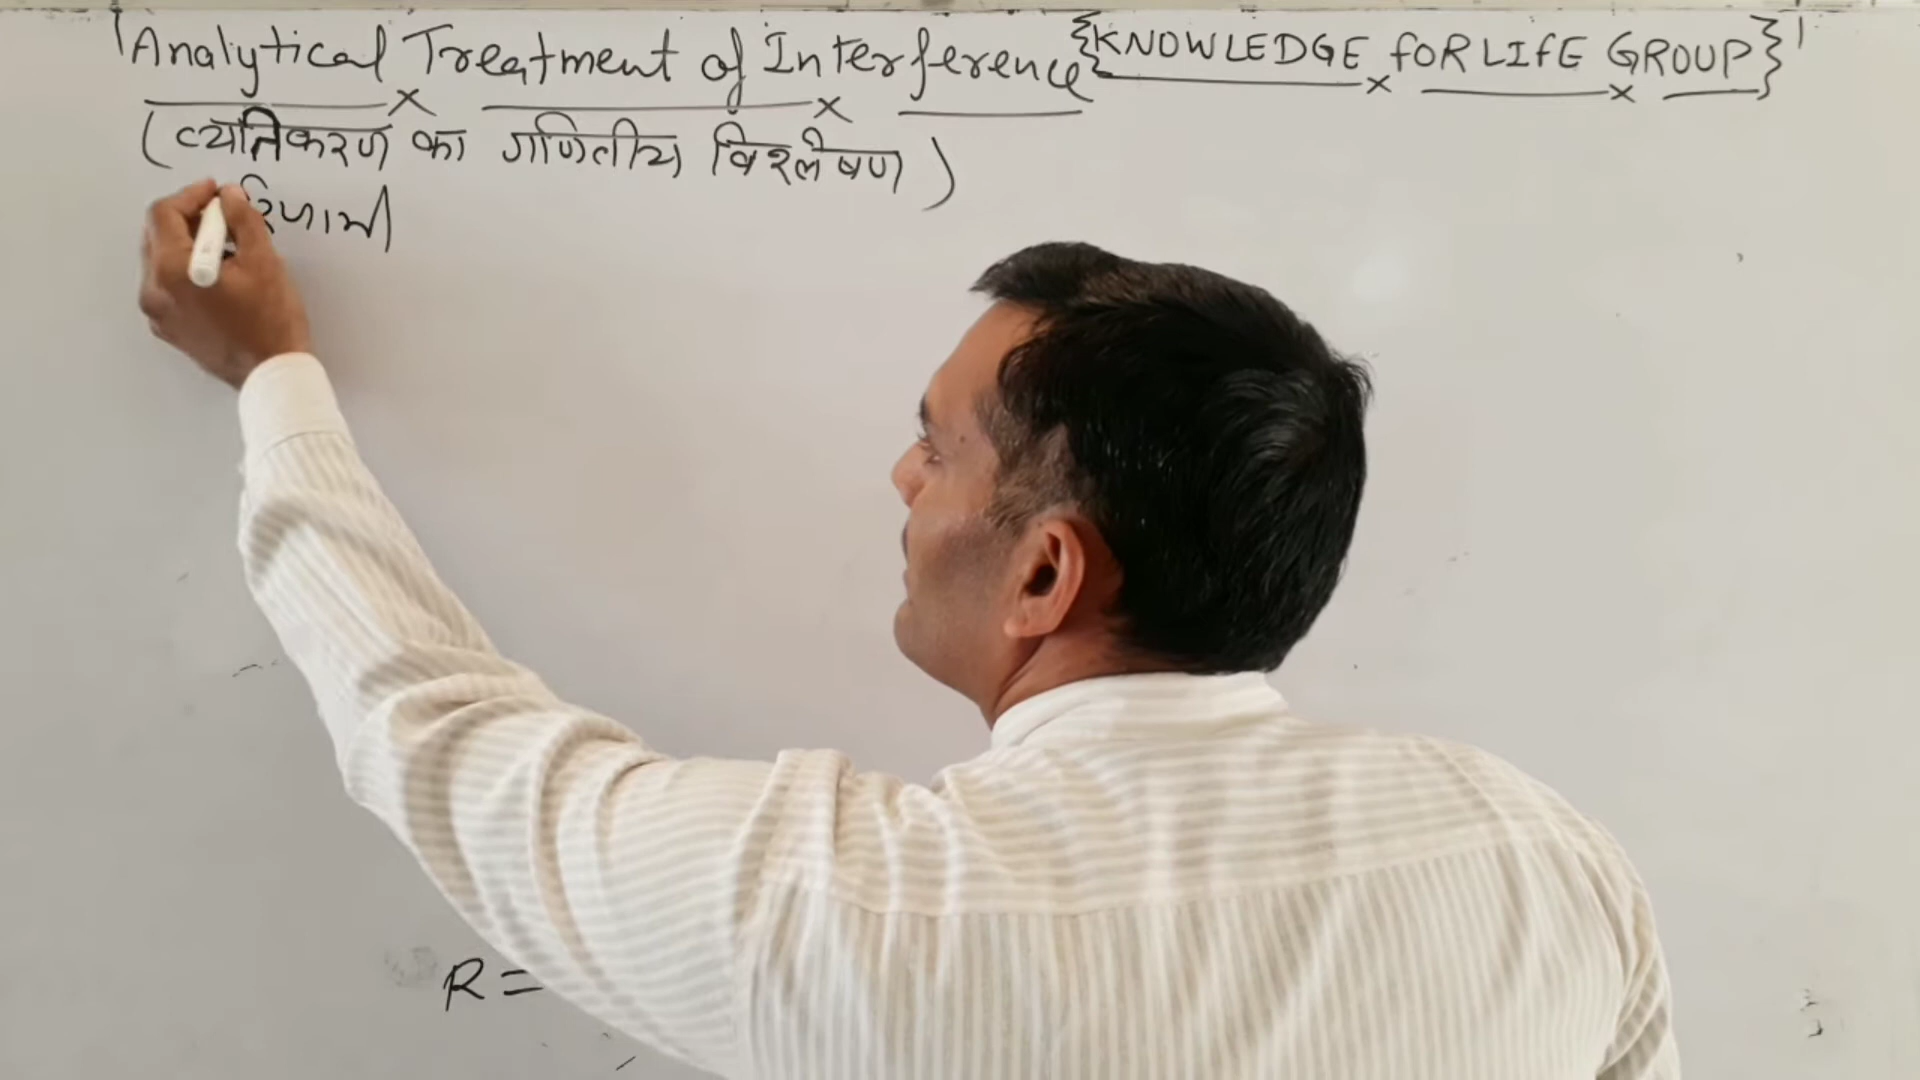 Analytical Treatment of Interference {KNOWLEDGE FOR LIFE GROUP}
(व्यतिकरण का गणितीय विश्लेषण)
R=